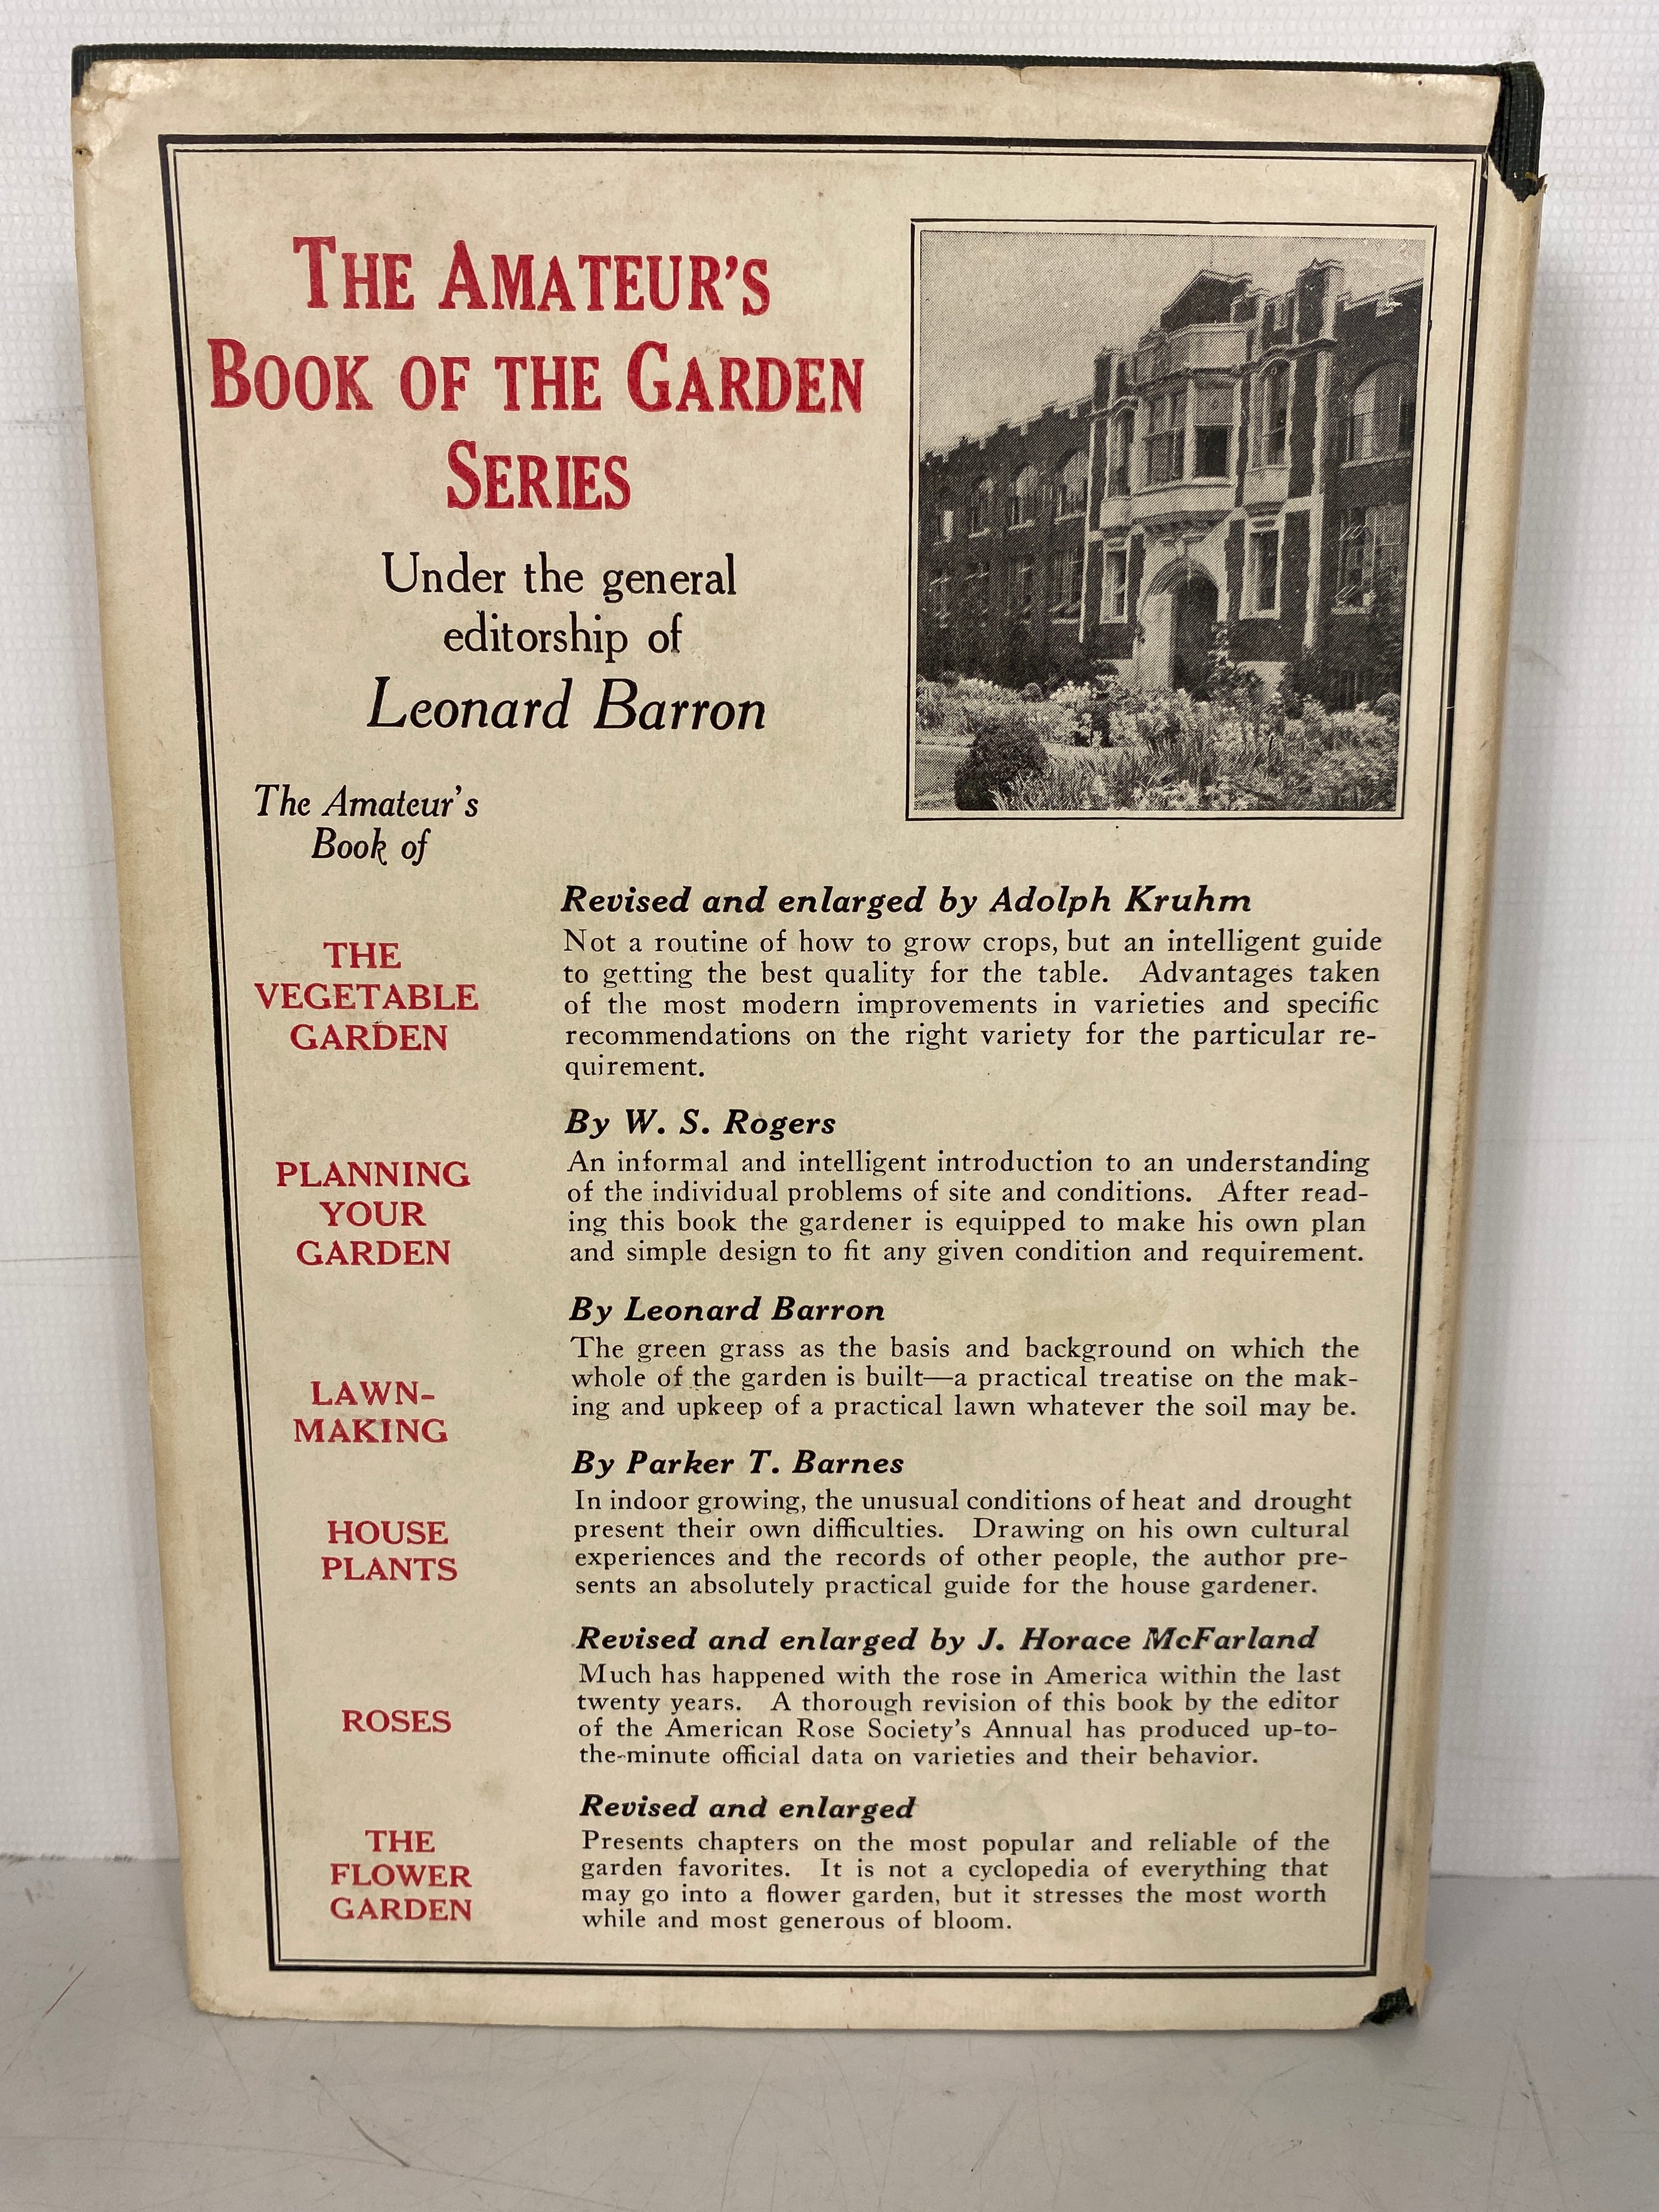 THE AMATEUR'S
BOOK OF THE GARDEN
SERIES
Under the general
editorship of
Leonard Barron
The Amateur's
Book of
THE
VEGETABLE
GARDEN
Revised and enlarged by Adolph Kruhm
Not a routine of how to grow crops, but an intelligent guide
to getting the best quality for the table. Advantages taken
of the most modern improvements in varieties and specific
recommendations on the right variety for the particular re-
quirement.
PLANNING
YOUR
GARDEN
By W. S. Rogers
An informal and intelligent introduction to an understanding
of the individual problems of site and conditions. After read-
ing this book the gardener is equipped to make his own plan
and simple design to fit any given condition and requirement.
LAWN-
MAKING
By Leonard Barron
The green grass as the basis and background on which the
whole of the garden is built—a practical treatise on the mak-
ing and upkeep of a practical lawn whatever the soil may be.
HOUSE
PLANTS
By Parker T. Barnes
In indoor growing, the unusual conditions of heat and drought
present their own difficulties. Drawing on his own cultural
experiences and the records of other people, the author pre-
sents an absolutely practical guide for the house gardener.
ROSES
Revised and enlarged by J. Horace McFarland
Much has happened with the rose in America within the last
twenty years. A thorough revision of this book by the editor
of the American Rose Society's Annual has produced up-to-
the-minute official data on varieties and their behavior.
THE
FLOWER
GARDEN
Revised and enlarged
Presents chapters on the most popular and reliable of the
garden favorites. It is not a cyclopedia of everything that
may go into a flower garden, but it stresses the most worth
while and most generous of bloom.